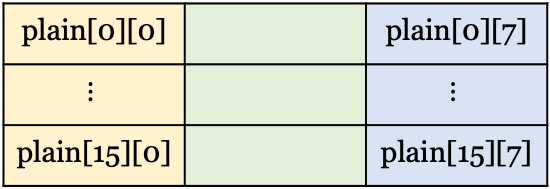 plain[0][0] plain[0][7]
⋮ ⋮
plain[15][0] plain[15][7]